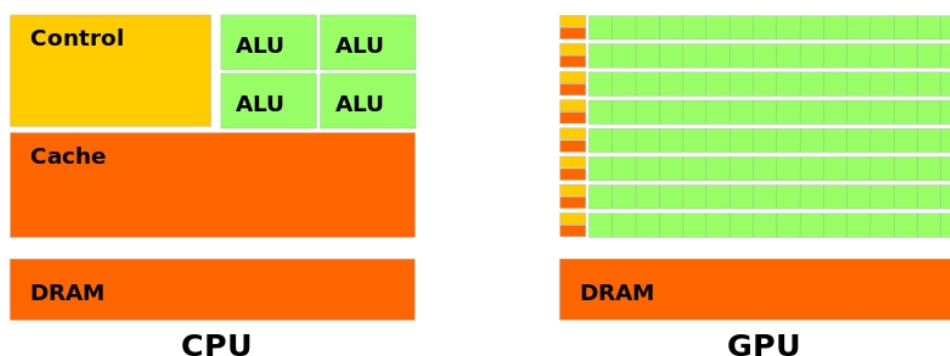 Control
ALU ALU
ALU ALU
Cache
DRAM
CPU
DRAM
GPU